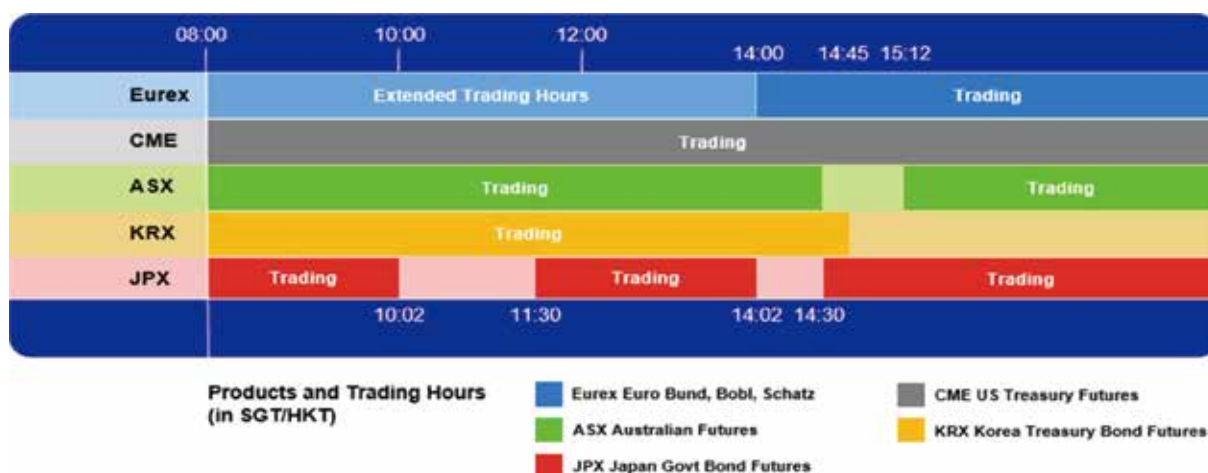 08:00 10:00 12:00
14:00 14:45 15:12
Eurex Extended Trading Hours Trading
CME Trading
ASX Trading Trading
KRX Trading
JPX Trading Trading Trading
10:02 11:30 14:02 14:30
Products and Trading Hours
(in SGT/HKT)
Eurex Euro Bund, Bobl, Schatz
ASX Australian Futures
JPX Japan Govt Bond Futures
CME US Treasury Futures
KRX Korea Treasury Bond Futures